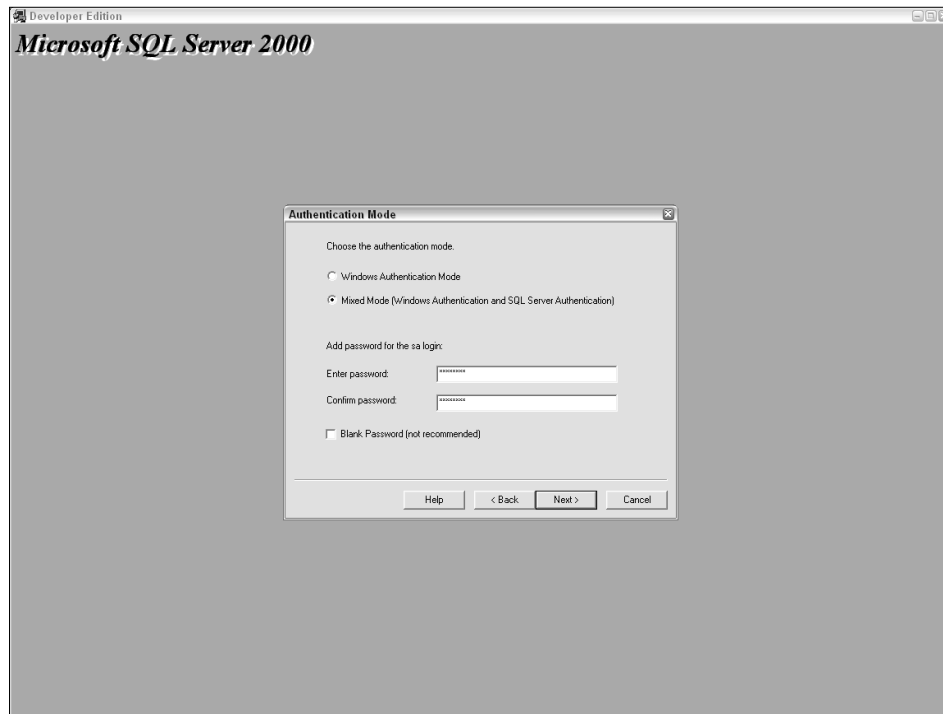 Developer Edition
Microsoft SQL Server 2000
Authentication Mode
Choose the authentication mode.
Windows Authentication Mode
Mixed Mode (Windows Authentication and SQL Server Authentication)
Add password for the sa login:
Enter password: ********
Confirm password: ********
Blank Password (not recommended)
Help < Back Next > Cancel